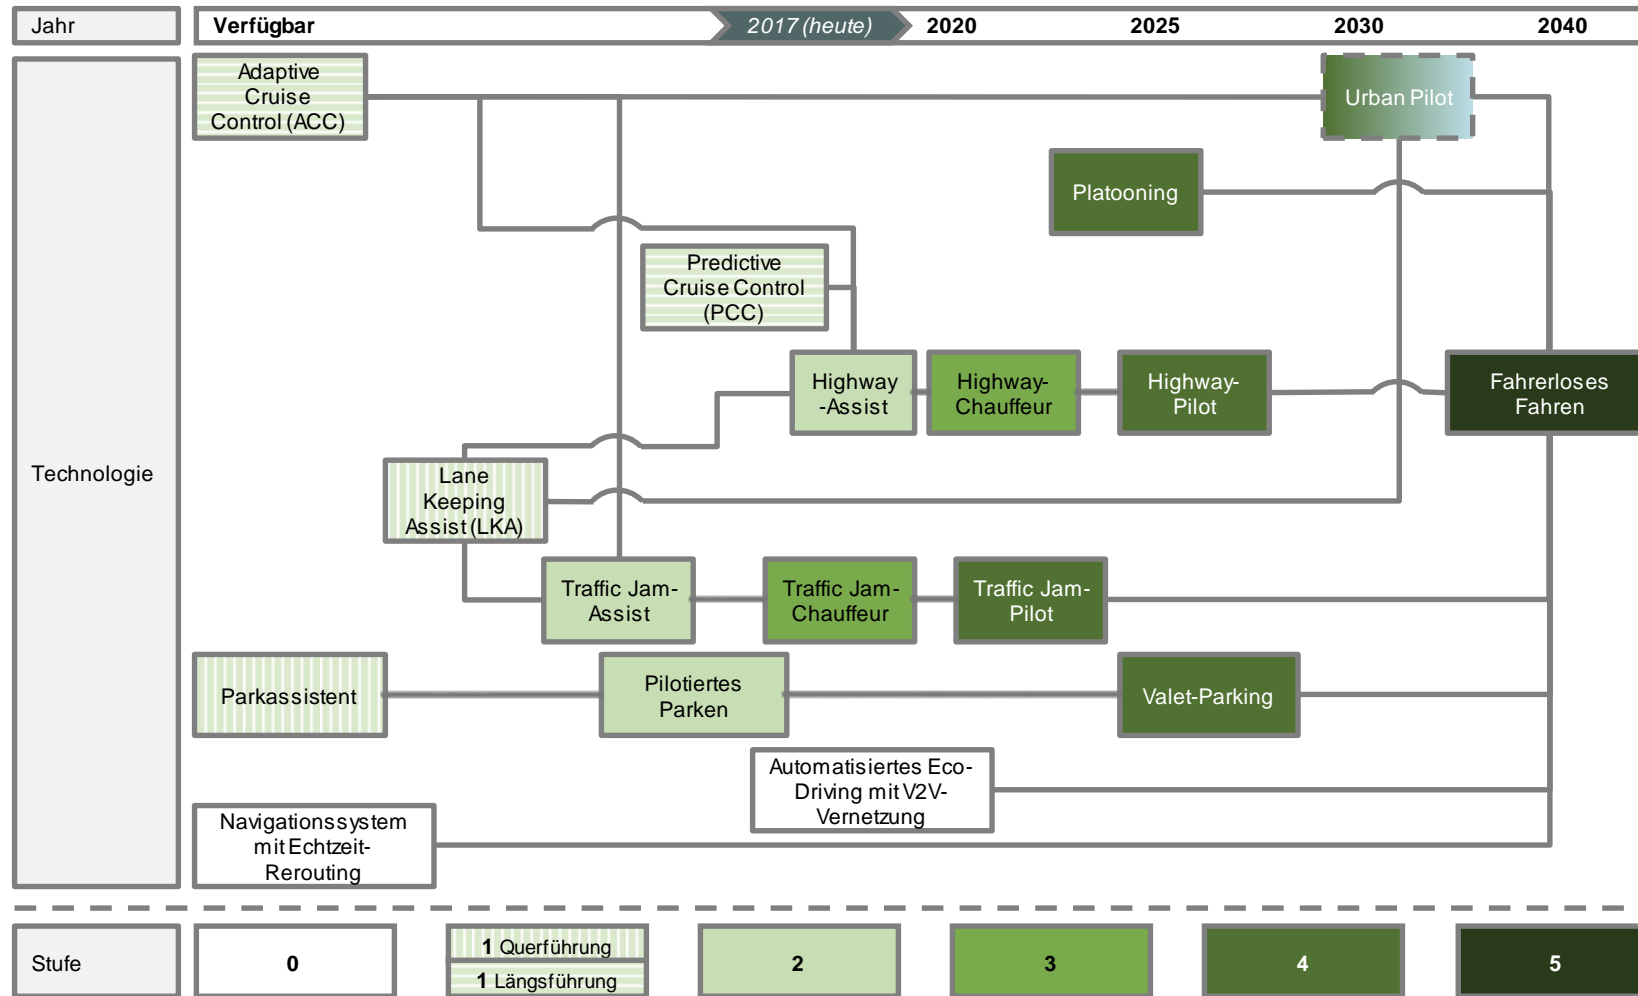 Jahr
Verfügbar
2017 (heute)
2020
2025
2030
2040
Technologie
Adaptive
Cruise
Control (ACC)
Urban Pilot
Platooning
Predictive
Cruise Control
(PCC)
Highway
-Assist
Highway-
Chauffeur
Highway-
Pilot
Fahrerloses
Fahren
Lane
Keeping
Assist (LKA)
Traffic Jam-
Assist
Traffic Jam-
Chauffeur
Traffic Jam-
Pilot
Parkassistent
Pilotiertes
Parken
Valet-Parking
Automatisiertes Eco-
Driving mit V2V-
Vernetzung
Navigationssystem
mit Echtzeit-
Rerouting
Stufe
0
1 Querführung
1 Längsführung
2
3
4
5